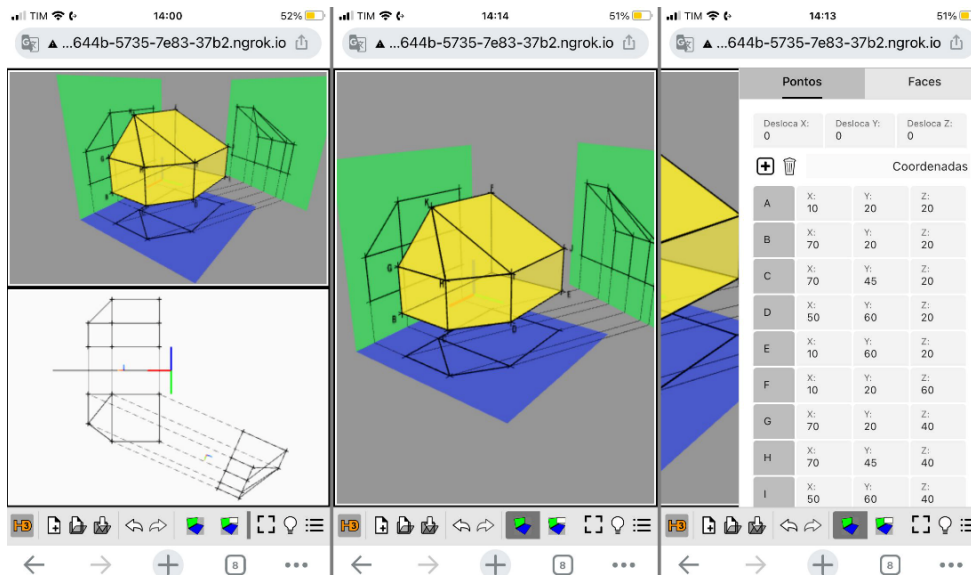 TIM 14:00 52%
...644b-5735-7e83-37b2.ngrok.io
8
TIM 14:14 51%
...644b-5735-7e83-37b2.ngrok.io
K
F
G
J
H
E
B
D
8
TIM 14:13 51%
...644b-5735-7e83-37b2.ngrok.io
Pontos Faces
Desloca X: Desloca Y: Desloca Z:
0 0 0
Coordenadas
X: Y: Z:
A 10 20 20
X: Y: Z:
B 70 20 20
X: Y: Z:
C 70 45 20
X: Y: Z:
D 50 60 20
X: Y: Z:
E 10 60 20
X: Y: Z:
F 10 20 60
X: Y: Z:
G 70 20 40
X: Y: Z:
H 70 45 40
X: Y: Z:
I 50 60 40
8